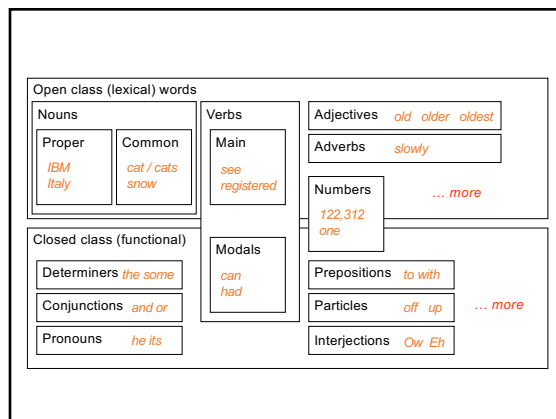 Open class (lexical) words
Nouns
Proper
IBM
Italy
Common
cat / cats
snow
Verbs
Main
see
registered
Adjectives old older oldest
Adverbs slowly
Numbers
122,312
one
... more
Closed class (functional)
Determiners the some
Conjunctions and or
Pronouns he its
Modals
can
had
Prepositions to with
Particles off up
Interjections Ow Eh
... more